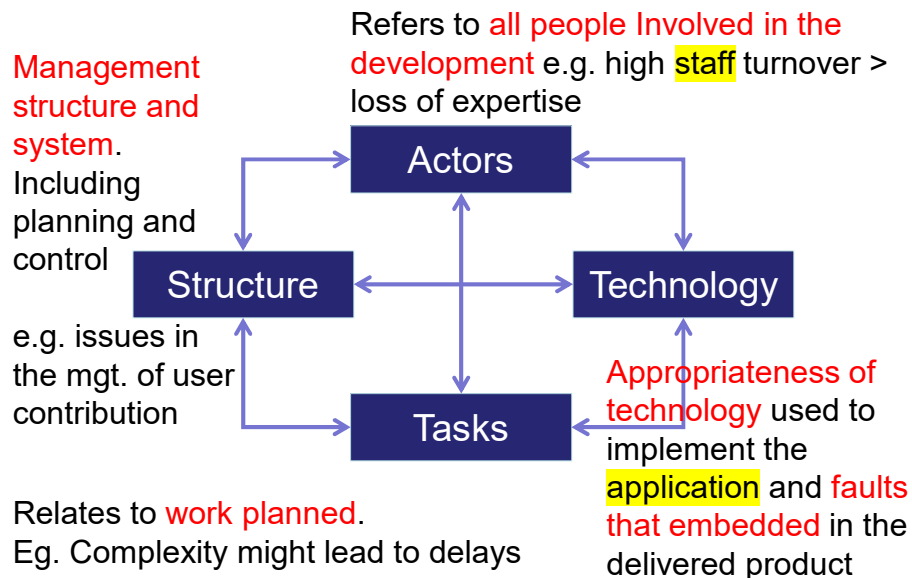 Refers to all people Involved in the
development e.g. high staff turnover >
loss of expertise
Management
structure and
system.
Including
planning and
control
Actors
Structure
Technology
e.g. issues in
the mgt. of user
contribution
Tasks
Appropriateness of
technology used to
implement the
application and faults
that embedded in the
delivered product
Relates to work planned.
Eg. Complexity might lead to delays